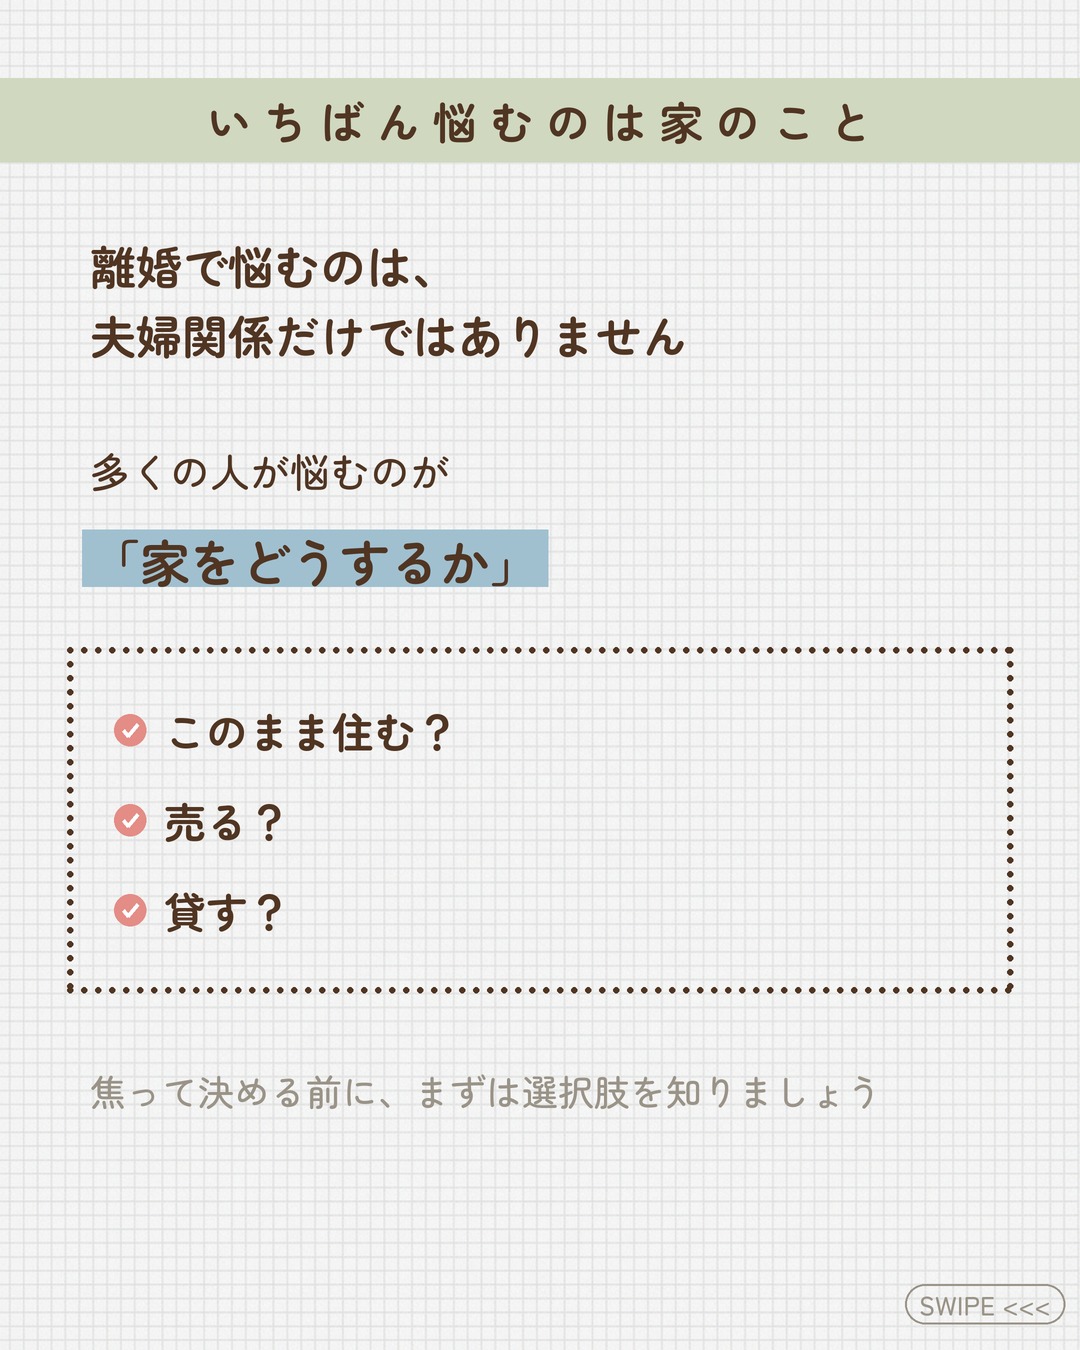 いちばん悩むのは家のこと
離婚で悩むのは、
夫婦関係だけではありません
多くの人が悩むのが
「家をどうするか」
このまま住む？
売る？
貸す？
焦って決める前に、まずは選択肢を知りましょう
SWIPE <<<